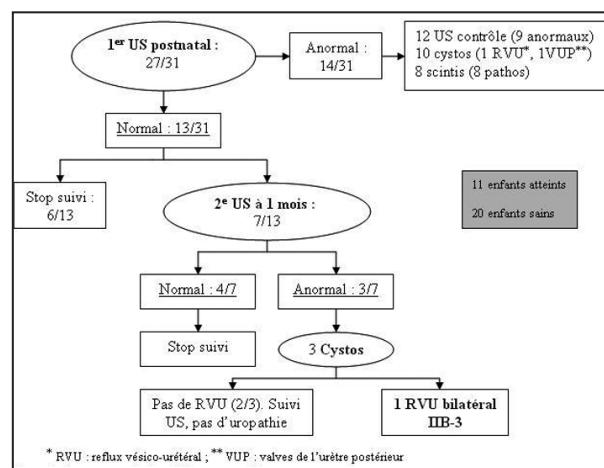 1er US postnatal :
27/31
Anormal :
14/31
12 US contrôle (9 anormaux)
10 cystos (1 RVU*, 1VUP**)
8 scintis (8 pathos)
Normal : 13/31
Stop suivi :
6/13
2e US à 1 mois :
7/13
11 enfants atteints
20 enfants sains
Normal : 4/7
Anormal : 3/7
Stop suivi
3 Cystos
Pas de RVU (2/3). Suivi
US, pas d'uropathie
1 RVU bilatéral
IIB-3
* RVU : reflux vésico-urétéral ; ** VUP : valves de l'urètre postérieur